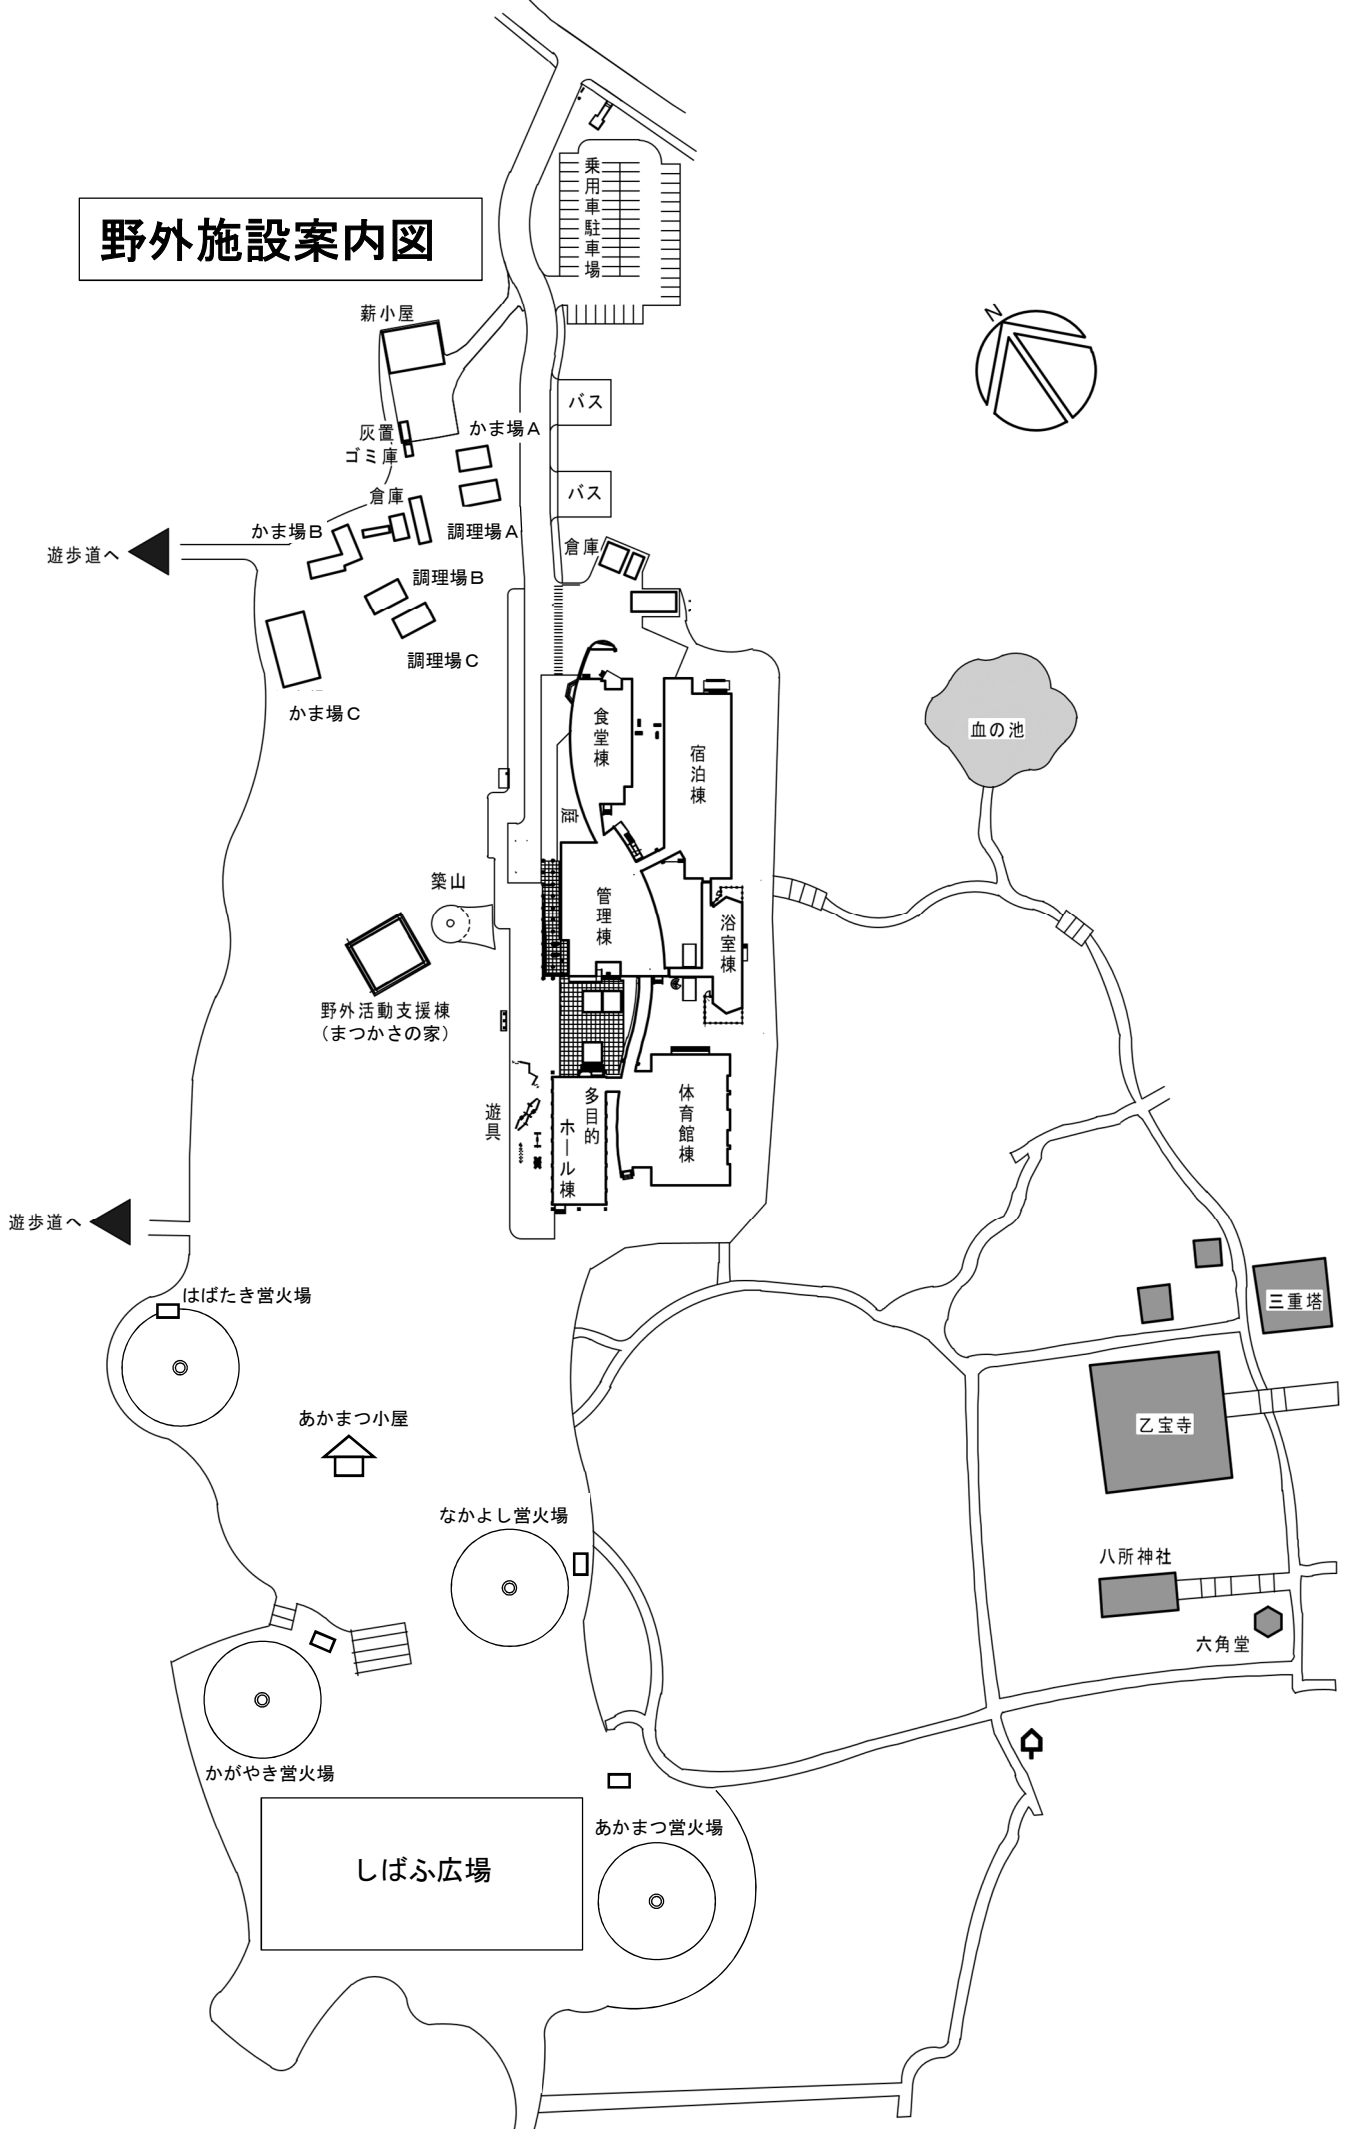 野外施設案内図
乗用車駐車場
N
薪小屋
バス
灰置
ゴミ庫
かま場A
バス
倉庫
かま場B
調理場A
遊歩道へ
倉庫
調理場B
調理場C
かま場C
食堂棟
宿泊棟
血の池
庭
築山
管理棟
浴室棟
野外活動支援棟
(まつかさの家)
遊具
多目的
ホール棟
体育館棟
遊歩道へ
はばたき営火場
三重塔
あかまつ小屋
乙宝寺
なかよし営火場
八所神社
六角堂
かがやき営火場
あかまつ営火場
しばふ広場